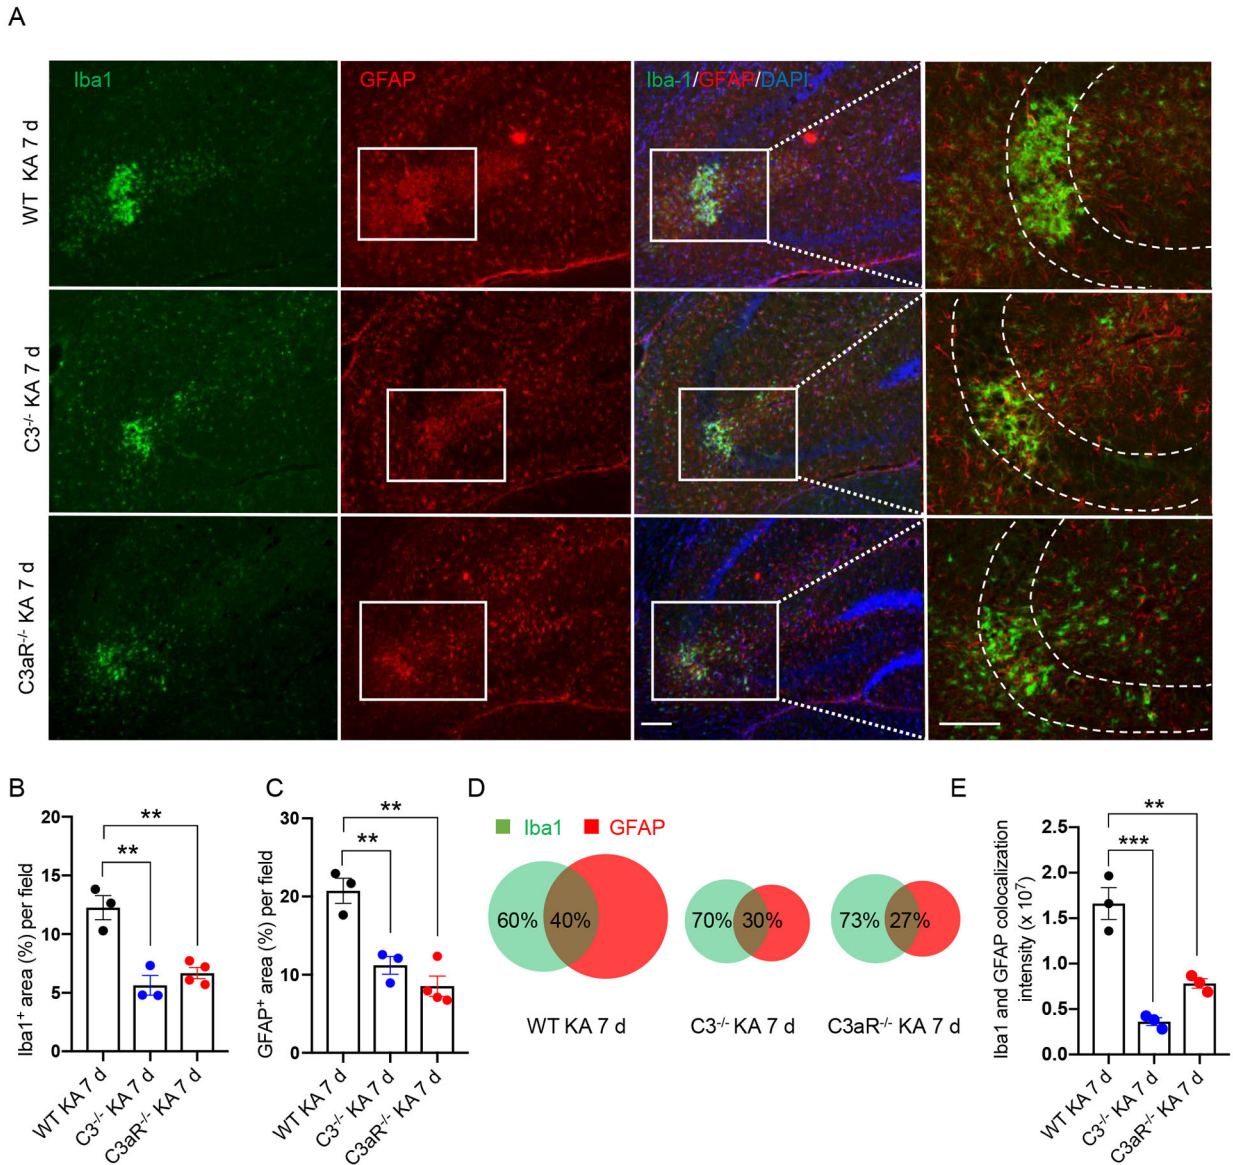 A
Iba1
GFAP
Iba-1/GFAP/DAPI
WT KA 7 d
C3-/- KA 7 d
C3aR-/- KA 7 d
B
Iba1+ area (%) per field
20
15
10
5
0
**
**
WT KA 7 d
C3-/- KA 7 d
C3aR-/- KA 7 d
C
GFAP+ area (%) per field
30
20
10
0
**
**
WT KA 7 d
C3-/- KA 7 d
C3aR-/- KA 7 d
D
Iba1
GFAP
60%
40%
70%
30%
73%
27%
WT KA 7 d
C3-/- KA 7 d
C3aR-/- KA 7 d
E
Iba1 and GFAP colocalization
intensity (x 10⁷)
2.5
2.0
1.5
1.0
0.5
0.0
**
***
WT KA 7 d
C3-/- KA 7 d
C3aR-/- KA 7 d